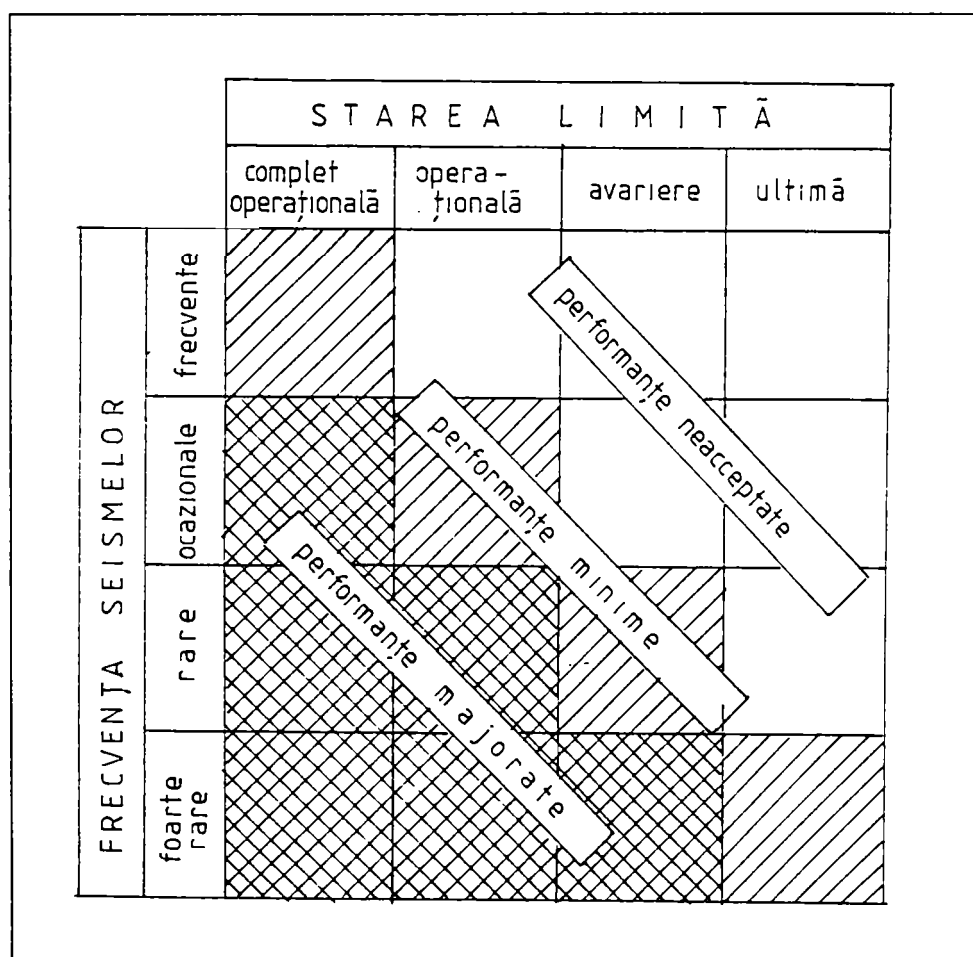 STAREA LIMITĂ
complet
operațională
opera-
țională
avariere
ultimă
FRECVENȚA SEISMELOR
frecvente
ocazionale
rare
foarte
rare
performanțe neacceptate
performanțe minime
performanțe majorate